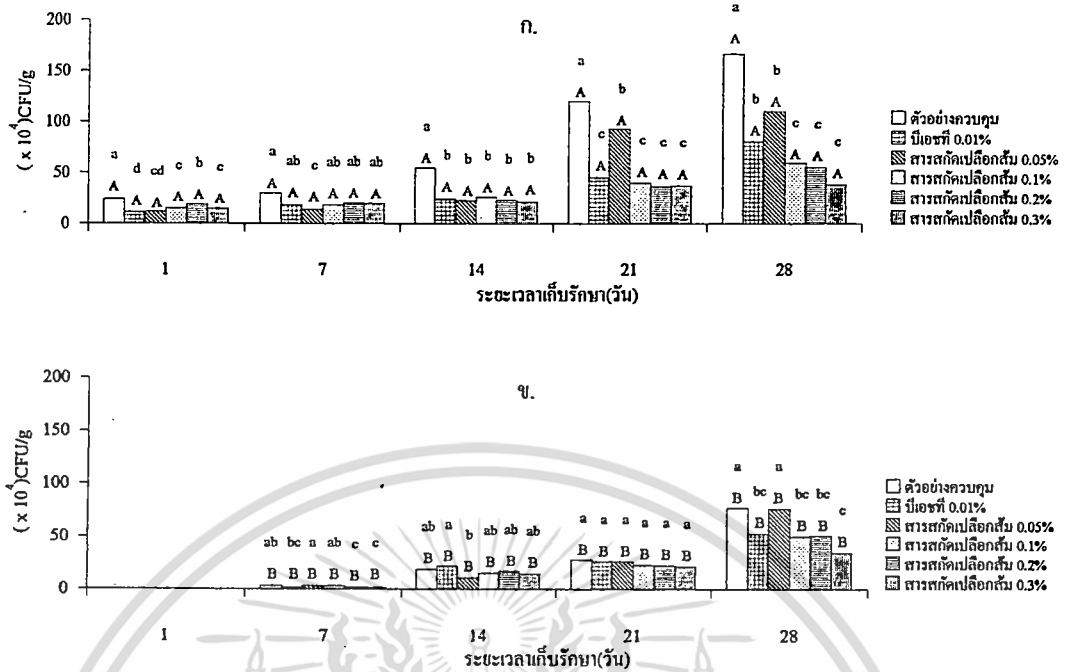 ก.
200
150
100
50
0
( x 10⁴)CFU/g
a d cd c b c
A A A A A A
a ab c ab ab ab
A A A A A A
a b b b b b
A A A A A A
a c b c c c
A A A A A A
a b b c c c
A A A A A A
1 7 14 21 28
ระยะเวลาเก็บรักษา(วัน)
ตัวอย่างควบคุม
บีเอชที 0.01%
สารสกัดเปลือกส้ม 0.05%
สารสกัดเปลือกส้ม 0.1%
สารสกัดเปลือกส้ม 0.2%
สารสกัดเปลือกส้ม 0.3%
ข.
200
150
100
50
0
( x 10⁴)CFU/g
ab bc a ab c c
B B B B B B
ab a b ab ab ab
B B B B B B
a a a a a a
B B B B B B
a bc a bc bc c
B B B B B B
1 7 14 21 28
ระยะเวลาเก็บรักษา(วัน)
ตัวอย่างควบคุม
บีเอชที 0.01%
สารสกัดเปลือกส้ม 0.05%
สารสกัดเปลือกส้ม 0.1%
สารสกัดเปลือกส้ม 0.2%
สารสกัดเปลือกส้ม 0.3%